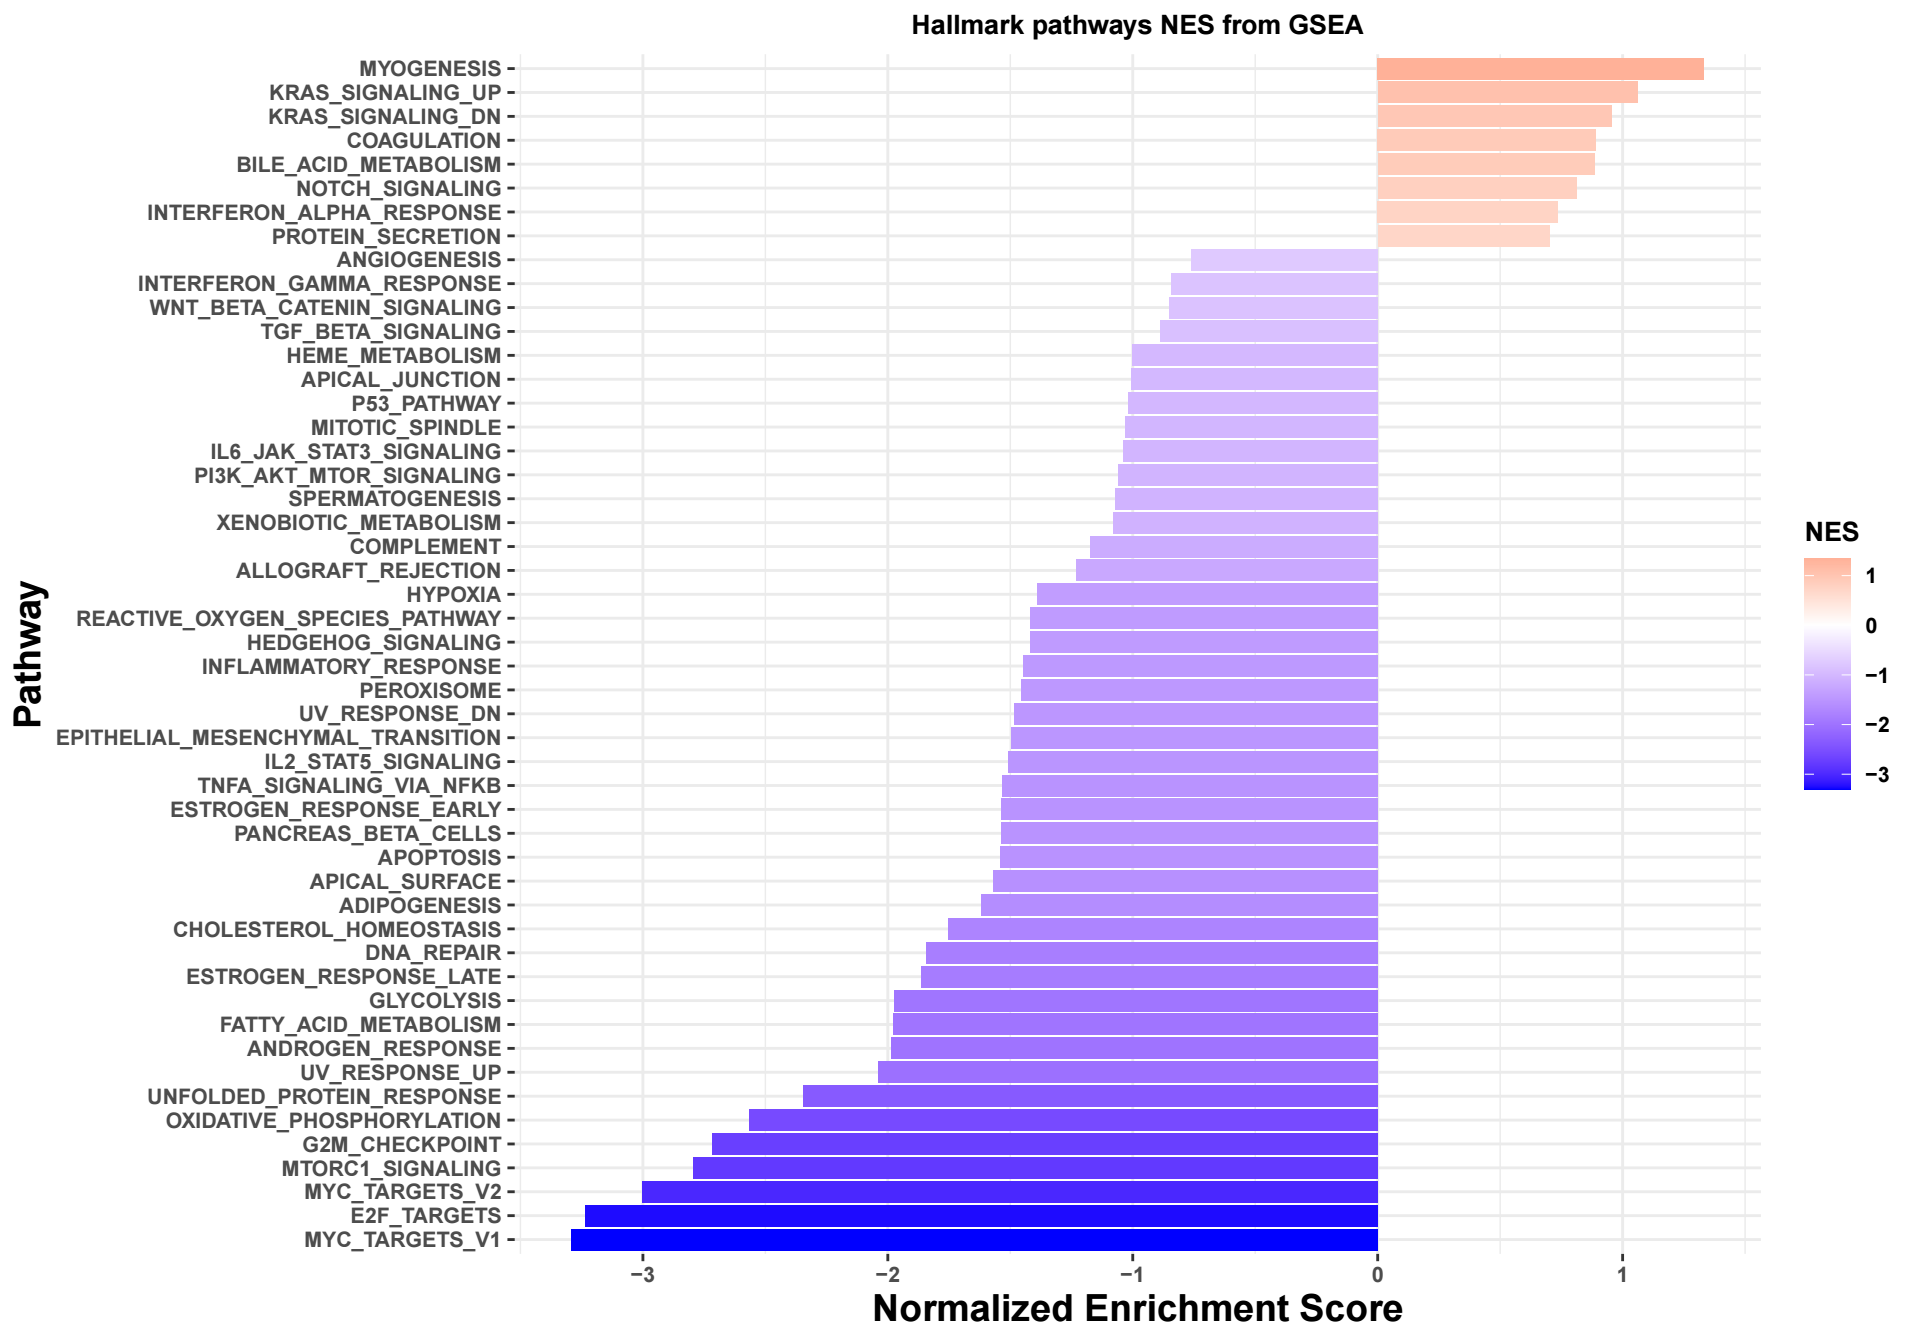 Hallmark pathways NES from GSEA
MYOGENESIS
KRAS_SIGNALING_UP
KRAS_SIGNALING_DN
COAGULATION
BILE_ACID_METABOLISM
NOTCH_SIGNALING
INTERFERON_ALPHA_RESPONSE
PROTEIN_SECRETION
ANGIOGENESIS
INTERFERON_GAMMA_RESPONSE
WNT_BETA_CATENIN_SIGNALING
TGF_BETA_SIGNALING
HEME_METABOLISM
APICAL_JUNCTION
P53_PATHWAY
MITOTIC_SPINDLE
IL6_JAK_STAT3_SIGNALING
PI3K_AKT_MTOR_SIGNALING
SPERMATOGENESIS
XENOBIOTIC_METABOLISM
COMPLEMENT
ALLOGRAFT_REJECTION
HYPOXIA
REACTIVE_OXYGEN_SPECIES_PATHWAY
HEDGEHOG_SIGNALING
INFLAMMATORY_RESPONSE
PEROXISOME
UV_RESPONSE_DN
EPITHELIAL_MESENCHYMAL_TRANSITION
IL2_STAT5_SIGNALING
TNFA_SIGNALING_VIA_NFKB
ESTROGEN_RESPONSE_EARLY
PANCREAS_BETA_CELLS
APOPTOSIS
APICAL_SURFACE
ADIPOGENESIS
CHOLESTEROL_HOMEOSTASIS
DNA_REPAIR
ESTROGEN_RESPONSE_LATE
GLYCOLYSIS
FATTY_ACID_METABOLISM
ANDROGEN_RESPONSE
UV_RESPONSE_UP
UNFOLDED_PROTEIN_RESPONSE
OXIDATIVE_PHOSPHORYLATION
G2M_CHECKPOINT
MTORC1_SIGNALING
MYC_TARGETS_V2
E2F_TARGETS
MYC_TARGETS_V1
Pathway
−3 −2 −1 0 1
Normalized Enrichment Score
NES
1
0
−1
−2
−3